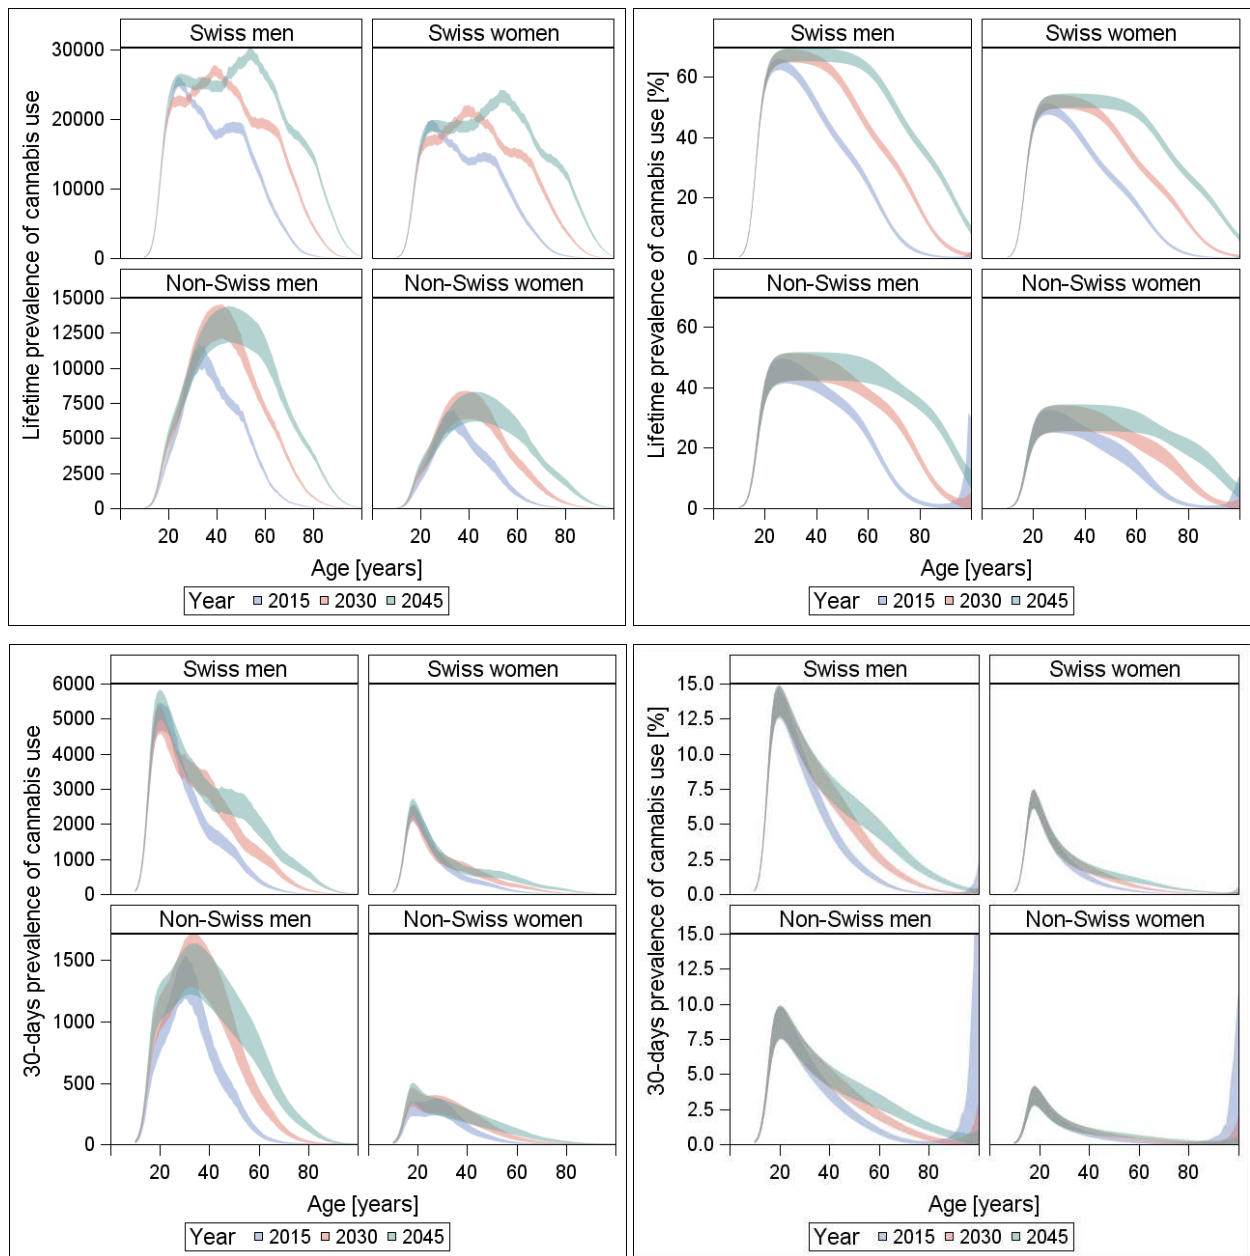 Swiss men
Swiss women
30000
20000
10000
0
Non-Swiss men
Non-Swiss women
15000
12500
10000
7500
5000
2500
0
Lifetime prevalence of cannabis use
20 40 60 80
20 40 60 80
Age [years]
Year 2015 2030 2045
Swiss men
Swiss women
60
40
20
0
Non-Swiss men
Non-Swiss women
60
40
20
0
Lifetime prevalence of cannabis use [%]
20 40 60 80
20 40 60 80
Age [years]
Year 2015 2030 2045
Swiss men
Swiss women
6000
5000
4000
3000
2000
1000
0
Non-Swiss men
Non-Swiss women
1500
1000
500
0
30-days prevalence of cannabis use
20 40 60 80
20 40 60 80
Age [years]
Year 2015 2030 2045
Swiss men
Swiss women
15.0
12.5
10.0
7.5
5.0
2.5
0.0
Non-Swiss men
Non-Swiss women
15.0
12.5
10.0
7.5
5.0
2.5
0.0
30-days prevalence of cannabis use [%]
20 40 60 80
20 40 60 80
Age [years]
Year 2015 2030 2045